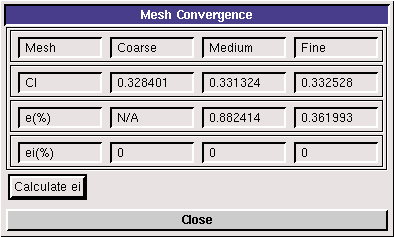 Mesh Convergence
Mesh Coarse Medium Fine
Cl 0.328401 0.331324 0.332528
e(%) N/A 0.882414 0.361993
ei(%) 0 0 0
Calculate ei
Close